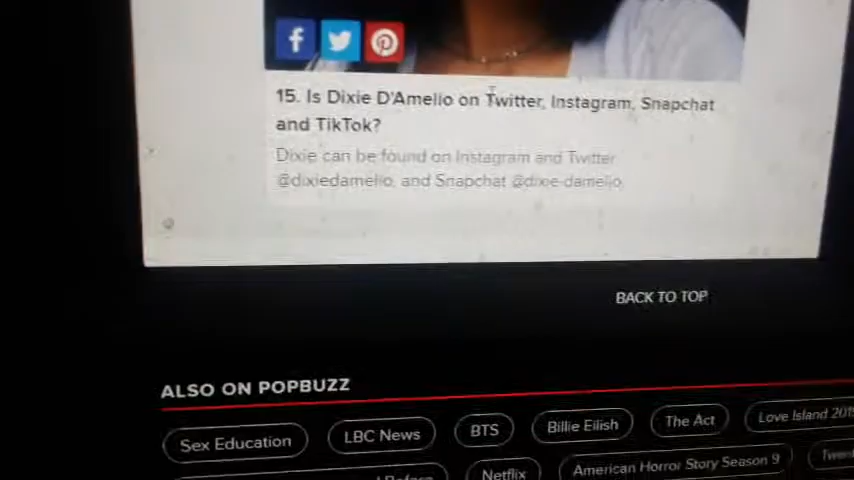 15. Is Dixie D'Amelio on Twitter, Instagram, Snapchat
and TikTok?
Dixie can be found on Instagram and Twitter
@dixiedamelio, and Snapchat @dixie-damelio.
BACK TO TOP
ALSO ON POPBUZZ
Sex Education LBC News BTS Billie Eilish The Act Love Island 201
Netflix American Horror Story Season 9